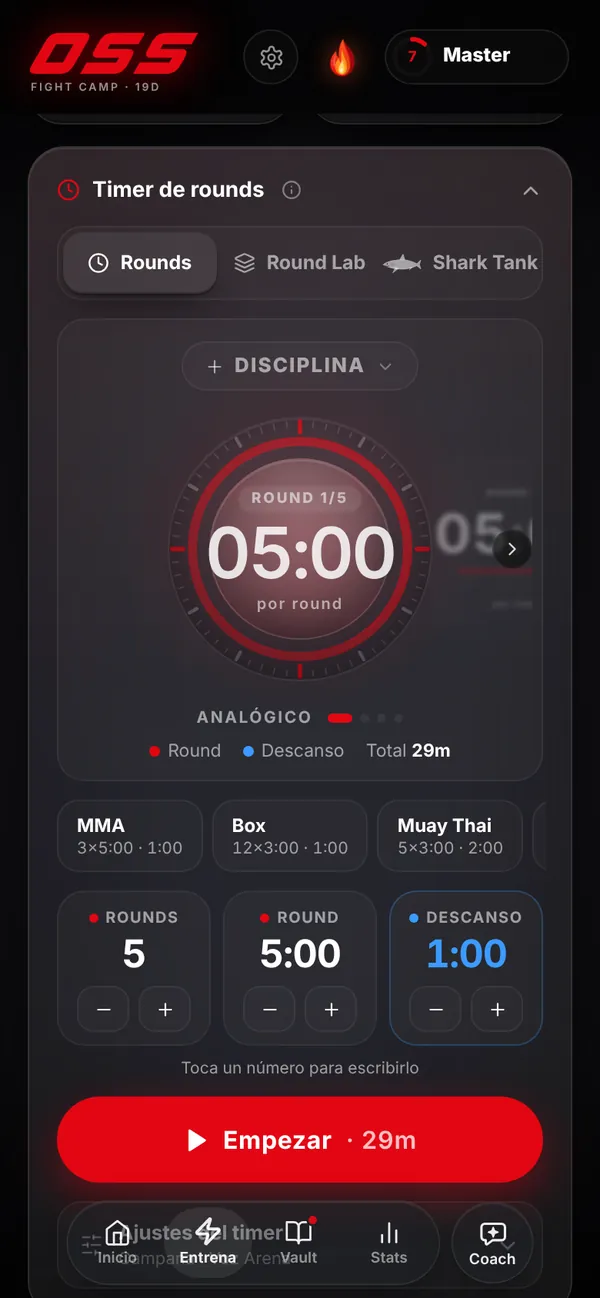 OSS
FIGHT CAMP · 19D
7
Master
Timer de rounds
Rounds
Round Lab
Shark Tank
+ DISCIPLINA
ROUND 1/5
05:00
por round
ANALÓGICO
Round
Descanso
Total 29m
MMA
3×5:00 · 1:00
Box
12×3:00 · 1:00
Muay Thai
5×3:00 · 2:00
ROUNDS
5
− +
ROUND
5:00
− +
DESCANSO
1:00
− +
Toca un número para escribirlo
Empezar · 29m
Ajustes del timer
Inicio
Entrena
Vault
Stats
Coach